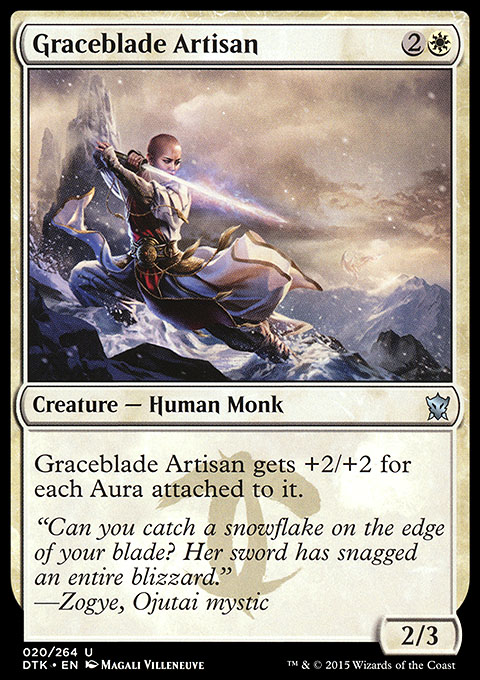 Graceblade Artisan 2
Creature — Human Monk
Graceblade Artisan gets +2/+2 for
each Aura attached to it.
“Can you catch a snowflake on the edge
of your blade? Her sword has snagged
an entire blizzard.”
—Zogye, Ojutai mystic
2/3
020/264 U
DTK • EN Magali Villeneuve
™ & © 2015 Wizards of the Coast